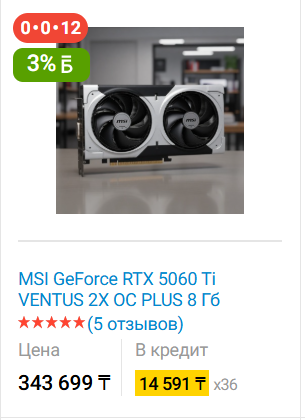 0·0·12
3% Б
msi
MSI GeForce RTX 5060 Ti
VENTUS 2X OC PLUS 8 Гб
(5 отзывов)
Цена
В кредит
343 699 ₸
14 591 ₸ x36